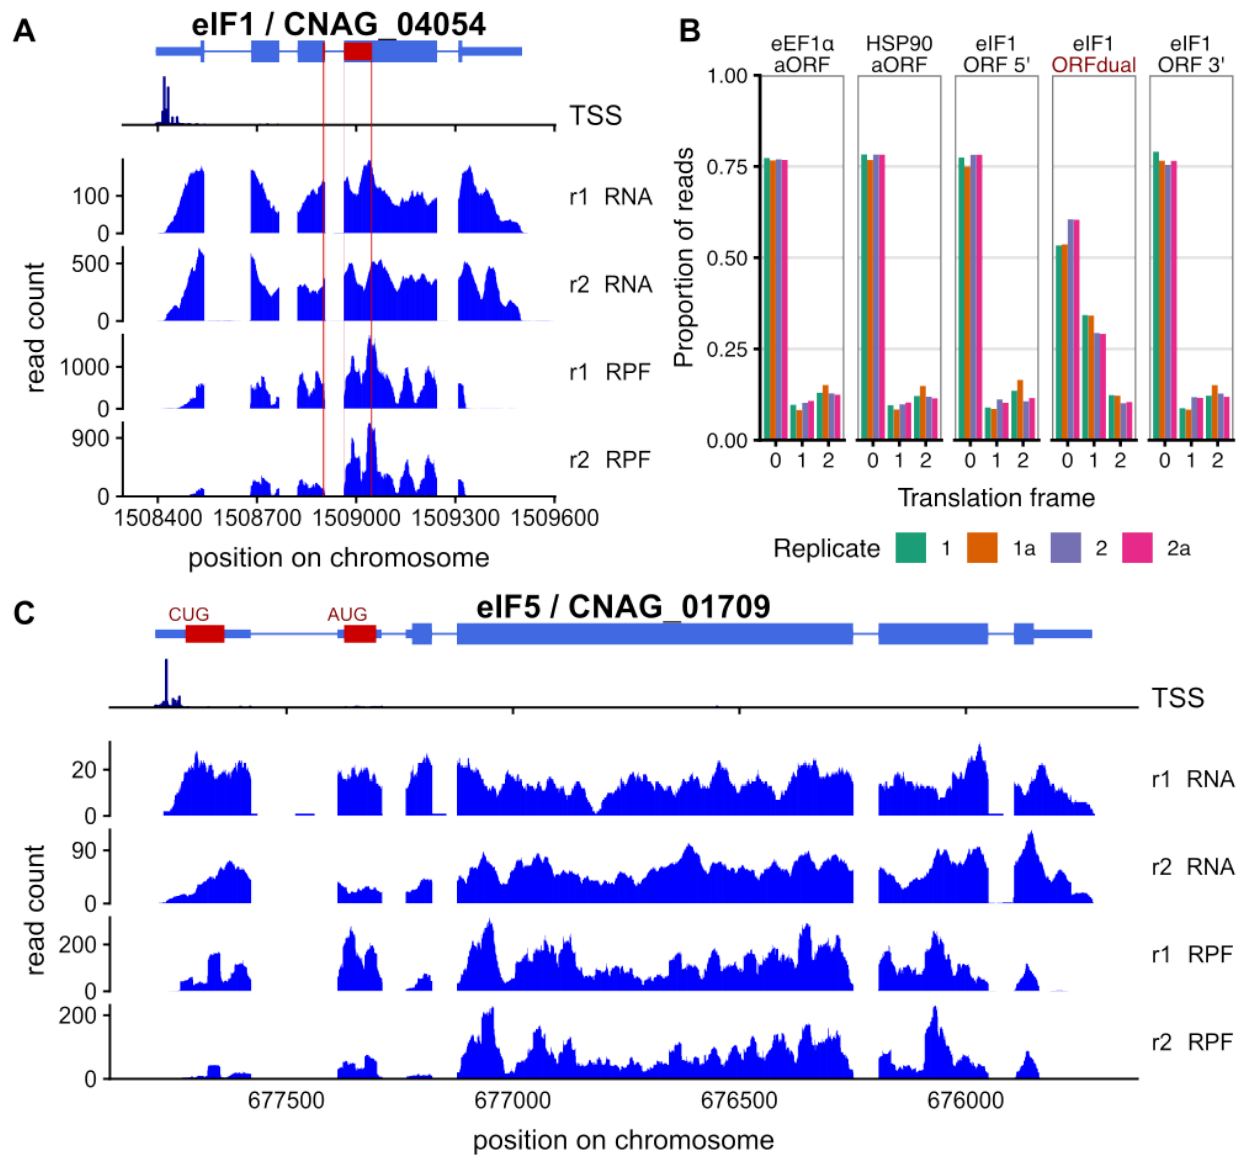 A
eIF1 / CNAG_04054
TSS
100
0
r1 RNA
500
0
r2 RNA
1000
0
r1 RPF
900
0
r2 RPF
read count
1508400 1508700 1509000 1509300 1509600
position on chromosome
B
eEF1α HSP90 eIF1 eIF1 eIF1
aORF aORF ORF 5' ORFdual ORF 3'
1.00
0.75
0.50
0.25
0.00
Proportion of reads
0 1 2 0 1 2 0 1 2 0 1 2 0 1 2
Translation frame
Replicate 1 1a 2 2a
C
eIF5 / CNAG_01709
CUG AUG
TSS
20
0
r1 RNA
90
0
r2 RNA
200
0
r1 RPF
200
0
r2 RPF
read count
677500 677000 676500 676000
position on chromosome